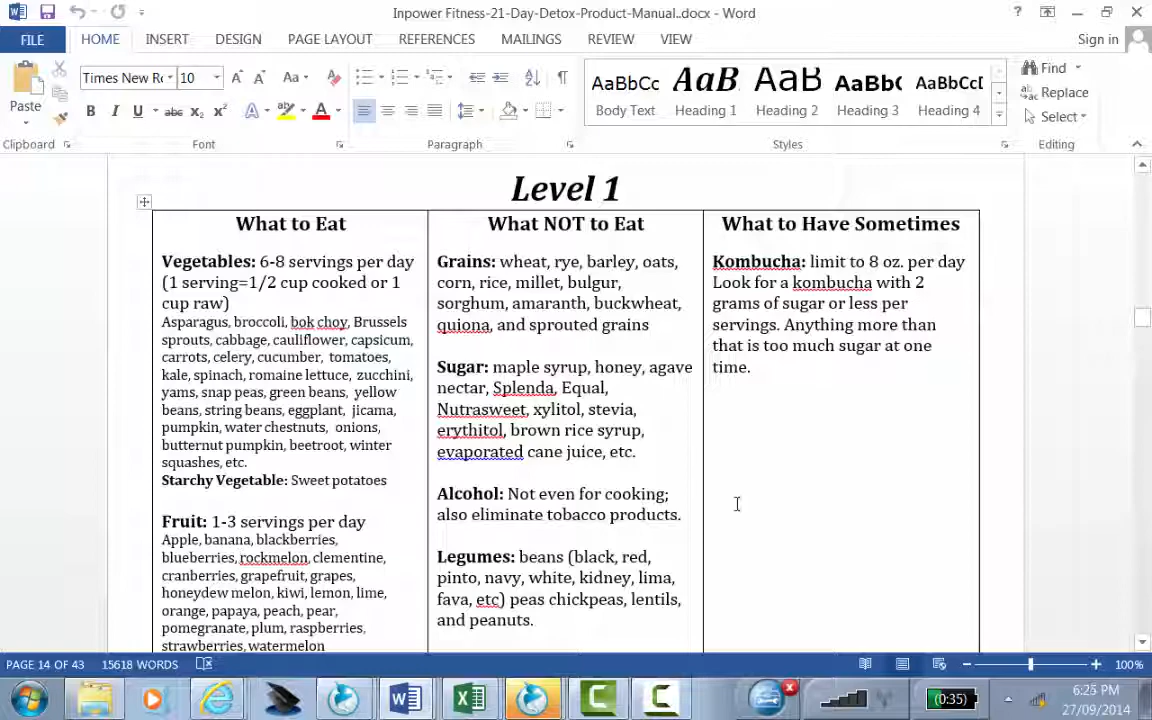 Inpower Fitness-21-Day-Detox-Product-Manual..docx - Word
FILE HOME INSERT DESIGN PAGE LAYOUT REFERENCES MAILINGS REVIEW VIEW Sign in
Paste
Times New Ro 10
Aa
B I U abc x₂ x² A A
AaBbCc AaB AaB AaBb( AaBbC(
Body Text Heading 1 Heading 2 Heading 3 Heading 4
Find
Replace
Select
Clipboard Font Paragraph Styles Editing
Level 1
What to Eat
Vegetables: 6-8 servings per day
(1 serving=1/2 cup cooked or 1
cup raw)
Asparagus, broccoli, bok choy, Brussels
sprouts, cabbage, cauliflower, capsicum,
carrots, celery, cucumber, tomatoes,
kale, spinach, romaine lettuce, zucchini,
yams, snap peas, green beans, yellow
beans, string beans, eggplant, jicama,
pumpkin, water chestnuts, onions,
butternut pumpkin, beetroot, winter
squashes, etc.
Starchy Vegetable: Sweet potatoes
Fruit: 1-3 servings per day
Apple, banana, blackberries,
blueberries, rockmelon, clementine,
cranberries, grapefruit, grapes,
honeydew melon, kiwi, lemon, lime,
orange, papaya, peach, pear,
pomegranate, plum, raspberries,
strawberries, watermelon
What NOT to Eat
Grains: wheat, rye, barley, oats,
corn, rice, millet, bulgur,
sorghum, amaranth, buckwheat,
quiona, and sprouted grains
Sugar: maple syrup, honey, agave
nectar, Splenda, Equal,
Nutrasweet, xylitol, stevia,
erythitol, brown rice syrup,
evaporated cane juice, etc.
Alcohol: Not even for cooking;
also eliminate tobacco products.
Legumes: beans (black, red,
pinto, navy, white, kidney, lima,
fava, etc) peas chickpeas, lentils,
and peanuts.
What to Have Sometimes
Kombucha: limit to 8 oz. per day
Look for a kombucha with 2
grams of sugar or less per
servings. Anything more than
that is too much sugar at one
time.
PAGE 14 OF 43 15618 WORDS 100%
(0:35)
6:25 PM
27/09/2014